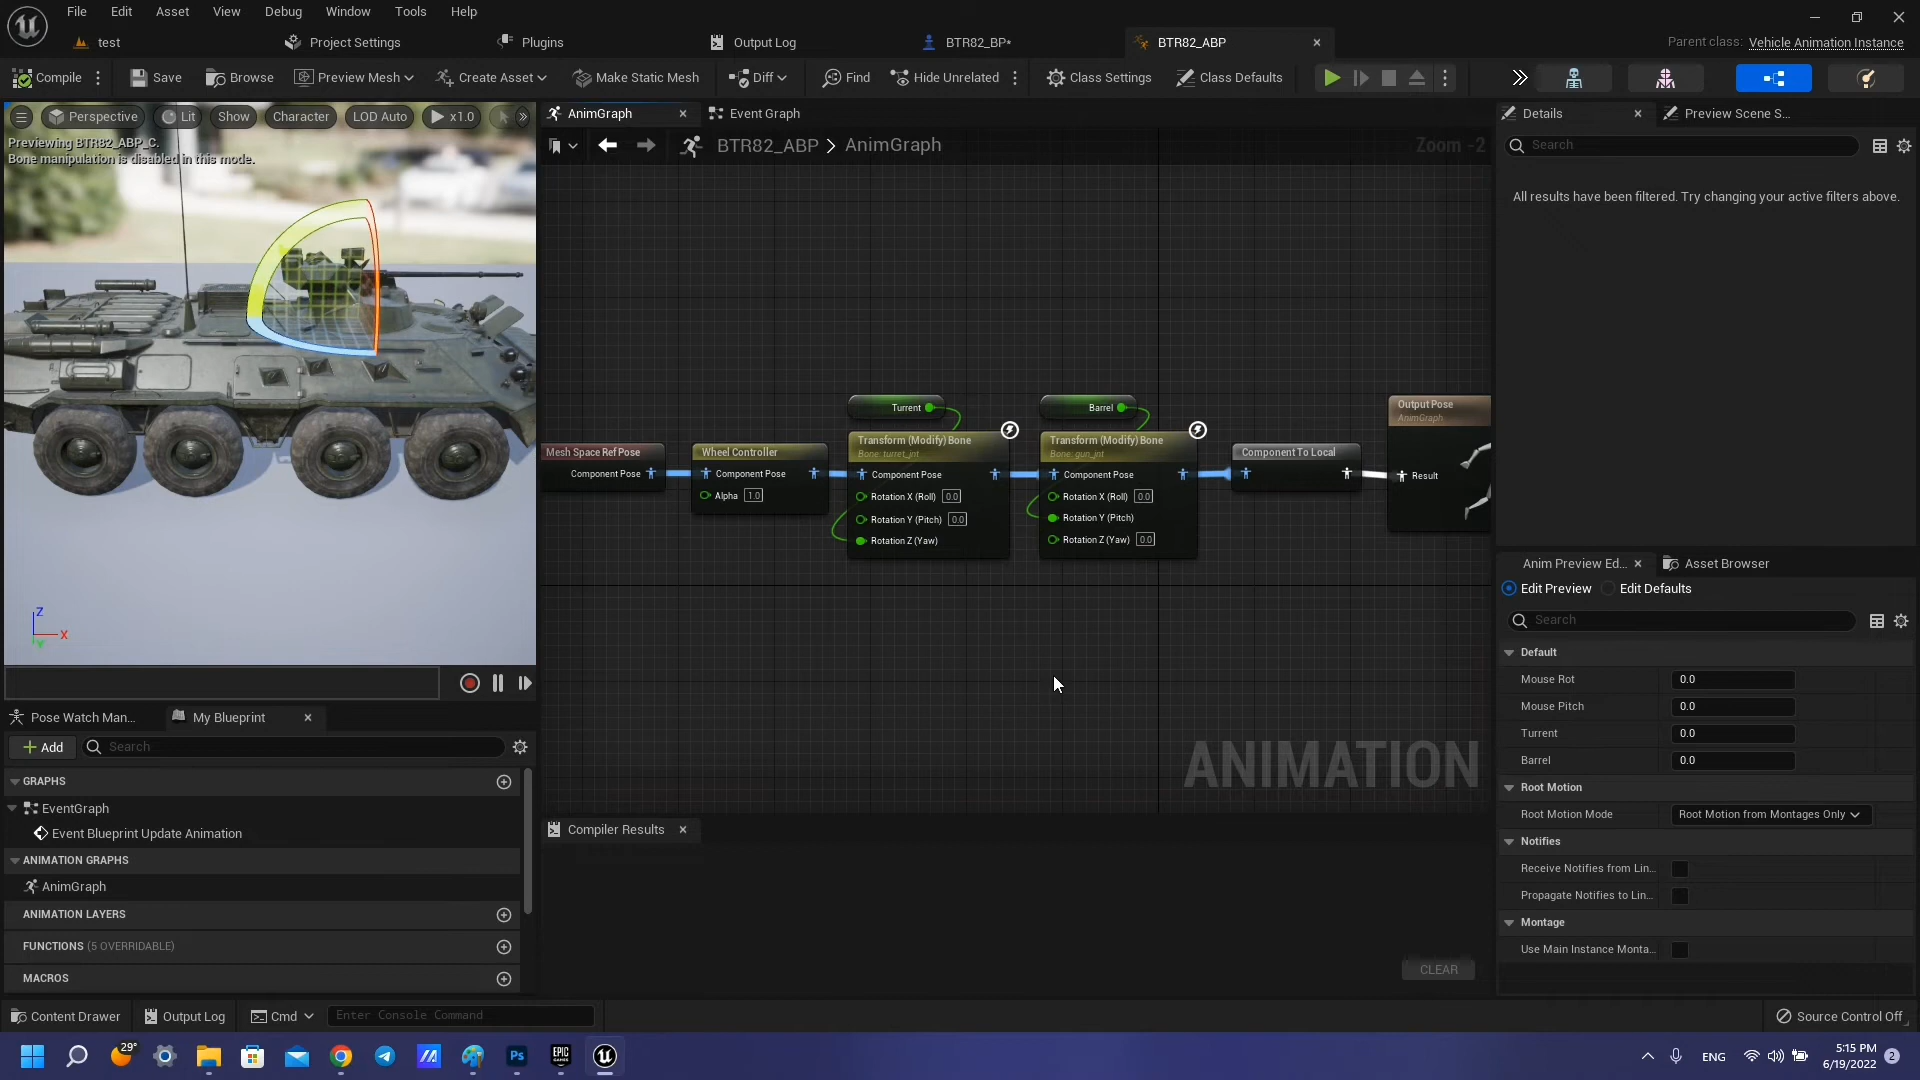 File Edit Asset View Debug Window Tools Help
test
Project Settings
Plugins
Output Log
BTR82_BP*
BTR82_ABP
Parent class: Vehicle Animation Instance
Compile
Save
Browse
Preview Mesh
Create Asset
Make Static Mesh
Diff
Find
Hide Unrelated
Class Settings
Class Defaults
Perspective
Lit
Show
Character
LOD Auto
x1.0
Previewing BTR82_ABP_C.
Bone manipulation is disabled in this mode.
Z
X
Y
AnimGraph
Event Graph
BTR82_ABP > AnimGraph
Zoom -2
Mesh Space Ref Pose
Component Pose
Wheel Controller
Component Pose
Alpha 1.0
Turrent
Transform (Modify) Bone
Bone: turret_jnt
Component Pose
Rotation X (Roll) 0.0
Rotation Y (Pitch) 0.0
Rotation Z (Yaw)
Barrel
Transform (Modify) Bone
Bone: gun_jnt
Component Pose
Rotation X (Roll) 0.0
Rotation Y (Pitch)
Rotation Z (Yaw) 0.0
Component To Local
Output Pose
AnimGraph
Result
ANIMATION
Compiler Results
CLEAR
Details
Preview Scene S...
Search
All results have been filtered. Try changing your active filters above.
Anim Preview Ed...
Asset Browser
Edit Preview
Edit Defaults
Search
Default
Mouse Rot 0.0
Mouse Pitch 0.0
Turrent 0.0
Barrel 0.0
Root Motion
Root Motion Mode Root Motion from Montages Only
Notifies
Receive Notifies from Lin...
Propagate Notifies to Lin...
Montage
Use Main Instance Monta...
Pose Watch Man...
My Blueprint
Add
Search
GRAPHS
EventGraph
Event Blueprint Update Animation
ANIMATION GRAPHS
AnimGraph
ANIMATION LAYERS
FUNCTIONS (5 OVERRIDABLE)
MACROS
Content Drawer
Output Log
Cmd
Enter Console Command
Source Control Off
29°
Ps
EPIC GAMES
ENG
5:15 PM
6/19/2022
2